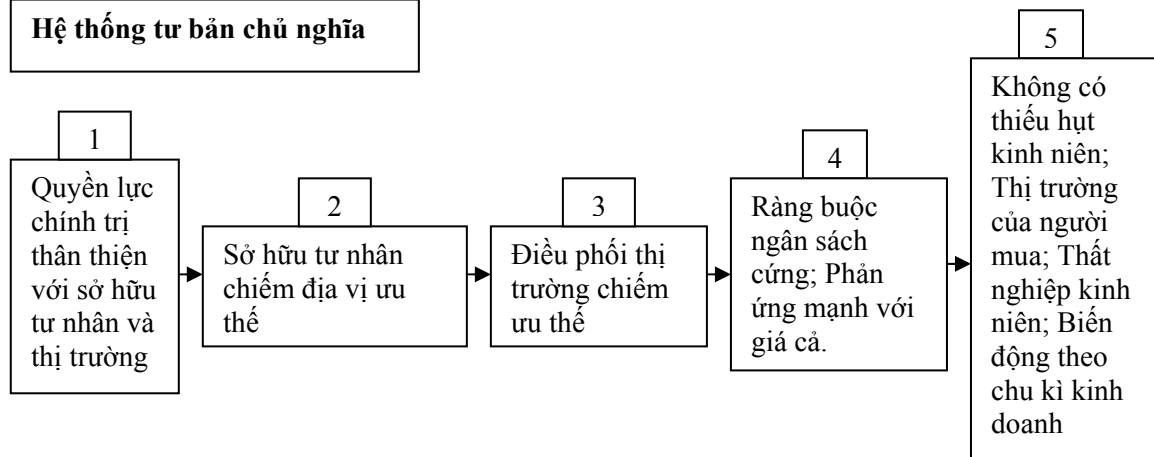 Hệ thống tư bản chủ nghĩa
1
Quyền lực
chính trị
thân thiện
với sở hữu
tư nhân và
thị trường
2
Sở hữu tư nhân
chiếm địa vị ưu
thế
3
Điều phối thị
trường chiếm
ưu thế
4
Ràng buộc
ngân sách
cứng; Phản
ứng mạnh với
giá cả.
5
Không có
thiếu hụt
kinh niên;
Thị trường
của người
mua; Thất
nghiệp kinh
niên; Biến
động theo
chu kì kinh
doanh